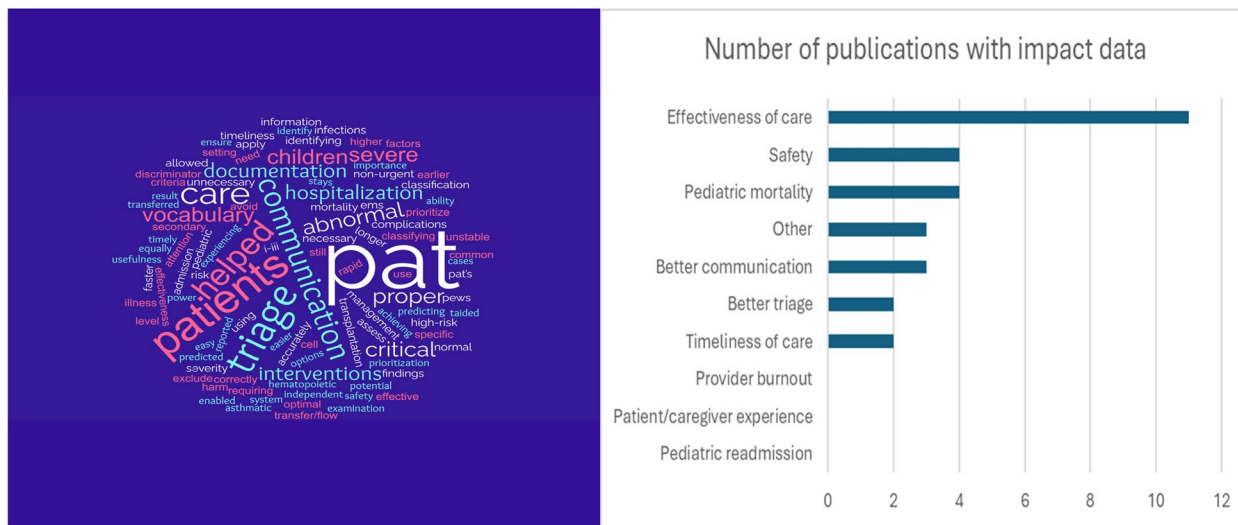 information
timeliness identify infections
ensure apply identifying higher factors
setting need children severe
allowed documentation importance
discriminator care stays non-urgent earlier
criteria unnecessary hospitalization classification
result avoid communication ability
transferred vocabulary mortality ems prioritize
secondary abnormal complications
timely attention experiencing necessary longer classifying unstable
equally pediatric helped i-iii still common
usefulness admission rapid use cases
faster risk patients pat pat's
effectiveness power
illness using triage proper pews
level reported management achieving predicting taided
easy easier accurately transplantation assess high-risk specific
predicted cell critical normal
severity options prioritization
exclude correctly interventions findings
harm requiring hematopoietic potential
enabled system independent safety effective
asthmatic optimal examination
transfer/flow
Number of publications with impact data
Effectiveness of care
Safety
Pediatric mortality
Other
Better communication
Better triage
Timeliness of care
Provider burnout
Patient/caregiver experience
Pediatric readmission
0 2 4 6 8 10 12